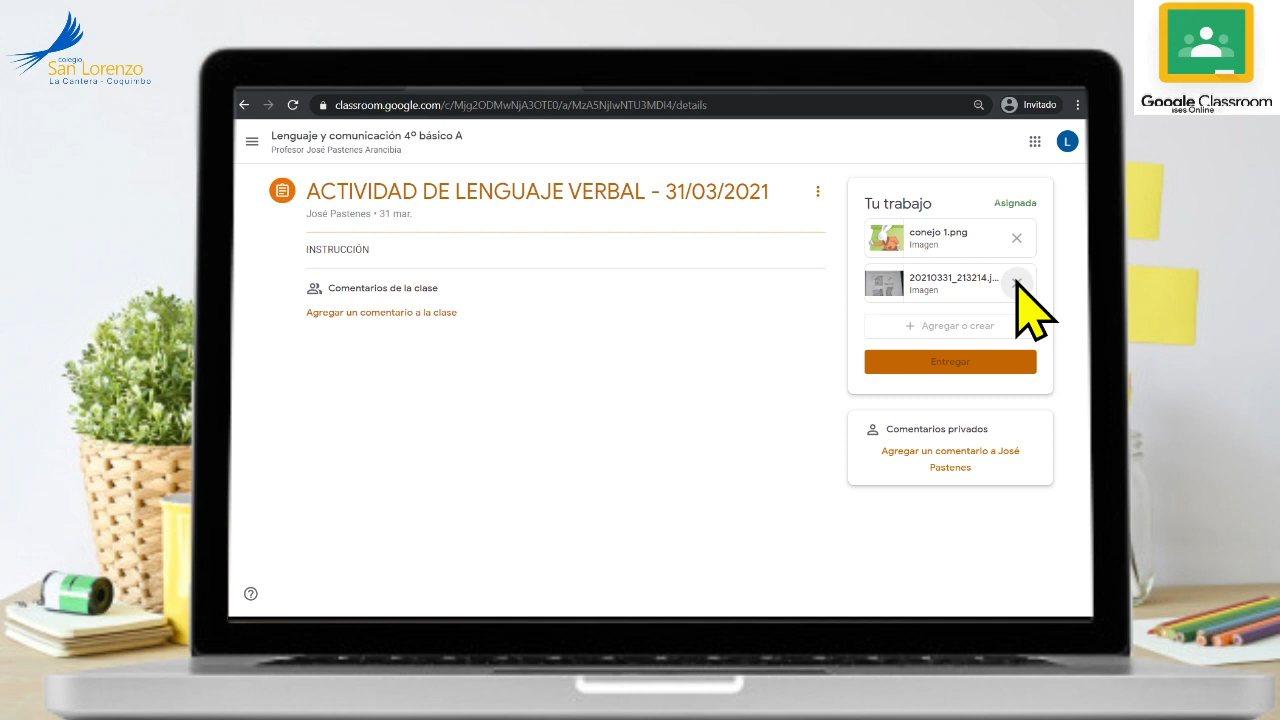 colegio
San Lorenzo
La Cantera - Coquimbo
Google Classroom
ises Online
classroom.google.com/c/Mjg2ODMwNjA3OTE0/a/MzA5NjIwNTU3MDI4/details
Invitado
Lenguaje y comunicación 4º básico A
Profesor José Pastenes Arancibia
L
ACTIVIDAD DE LENGUAJE VERBAL - 31/03/2021
José Pastenes • 31 mar.
INSTRUCCIÓN
Comentarios de la clase
Agregar un comentario a la clase
Tu trabajo
Asignada
conejo 1.png
Imagen
20210331_213214.j...
Imagen
+ Agregar o crear
Entregar
Comentarios privados
Agregar un comentario a José
Pastenes